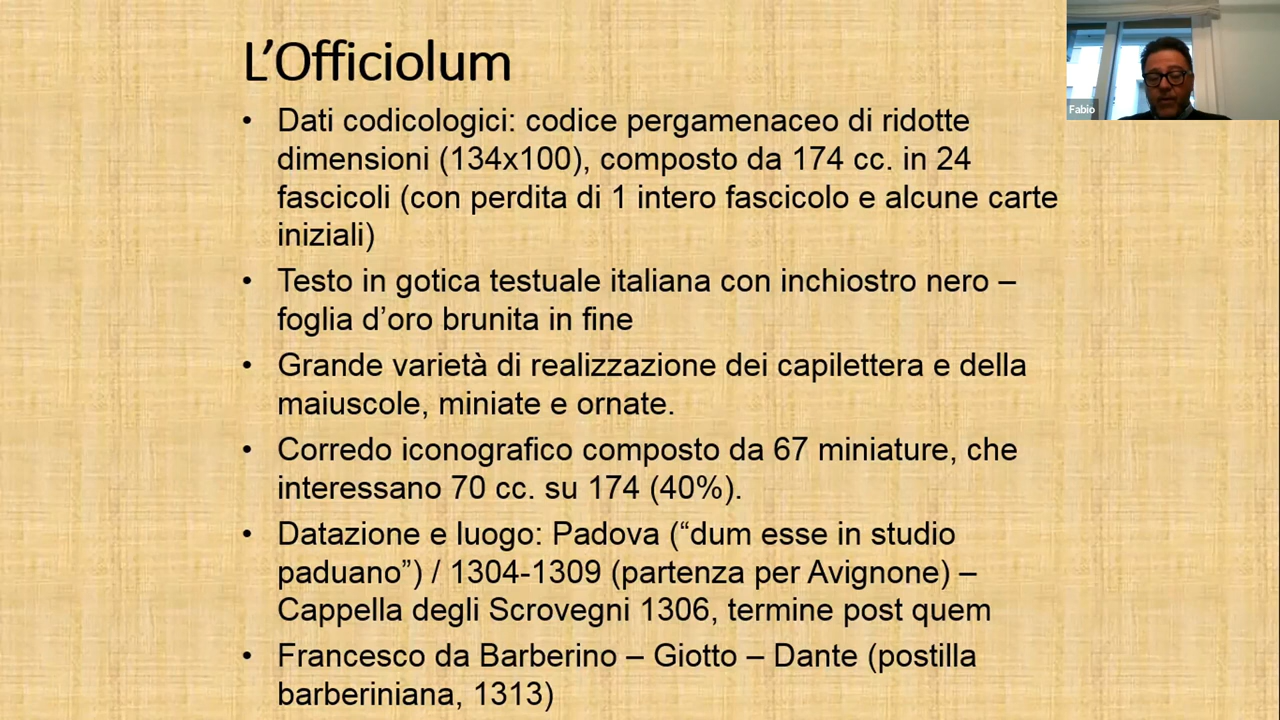 L’Officiolum
Fabio
• Dati codicologici: codice pergamenaceo di ridotte
dimensioni (134x100), composto da 174 cc. in 24
fascicoli (con perdita di 1 intero fascicolo e alcune carte
iniziali)
• Testo in gotica testuale italiana con inchiostro nero –
foglia d’oro brunita in fine
• Grande varietà di realizzazione dei capilettera e della
maiuscole, miniate e ornate.
• Corredo iconografico composto da 67 miniature, che
interessano 70 cc. su 174 (40%).
• Datazione e luogo: Padova (“dum esse in studio
paduano”) / 1304-1309 (partenza per Avignone) –
Cappella degli Scrovegni 1306, termine post quem
• Francesco da Barberino – Giotto – Dante (postilla
barberiniana, 1313)